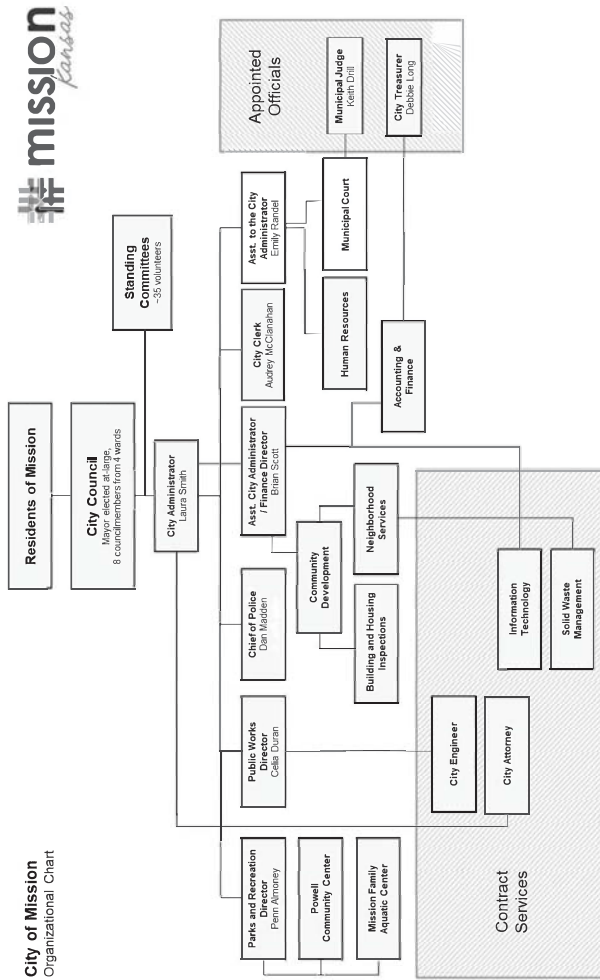 City of Mission
Organizational Chart
mission
kansas
Residents of Mission
City Council
Mayor elected at-large,
8 councilmembers from 4 wards
Standing
Committees
~35 volunteers
City Administrator
Laura Smith
Parks and Recreation
Director
Penn Almoney
Public Works
Director
Celia Duran
Chief of Police
Dan Madden
Asst. City Administrator
/ Finance Director
Brian Scott
City Clerk
Audrey McClanahan
Asst. to the City
Administrator
Emily Randel
Appointed
Officials
Powell
Community Center
Community
Development
Human Resources
Municipal Court
Municipal Judge
Keith Drill
Mission Family
Aquatic Center
Building and Housing
Inspections
Neighborhood
Services
Accounting &
Finance
City Treasurer
Debbie Long
Contract
Services
City Engineer
City Attorney
Information
Technology
Solid Waste
Management